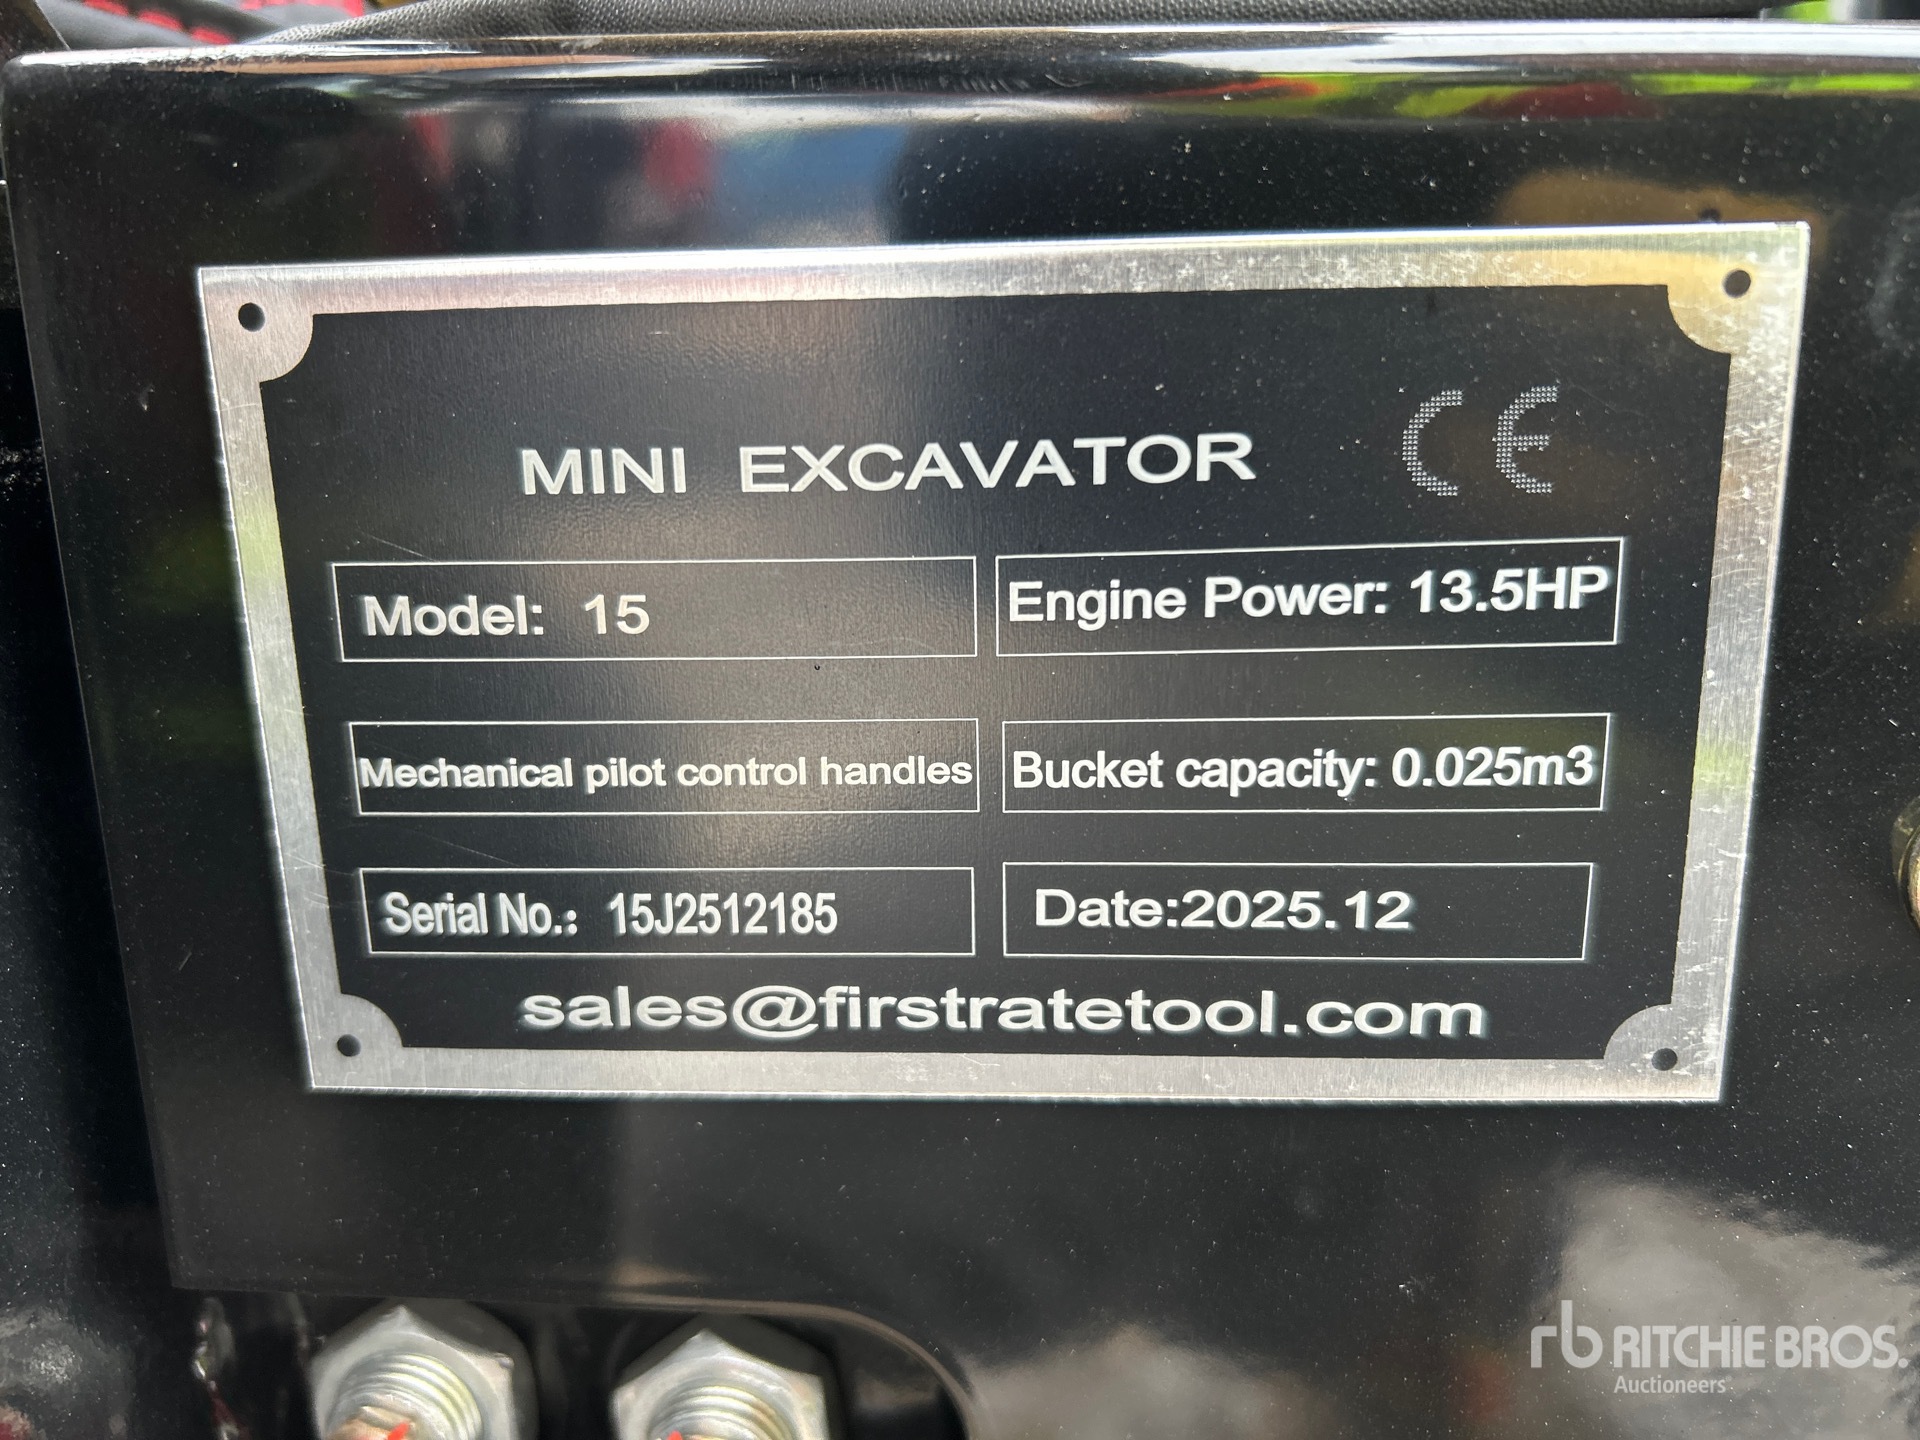 MINI EXCAVATOR CE
Model: 15
Engine Power: 13.5HP
Mechanical pilot control handles
Bucket capacity: 0.025m3
Serial No.: 15J2512185
Date:2025.12
sales@firstratetool.com
rb RITCHIE BROS.
Auctioneers